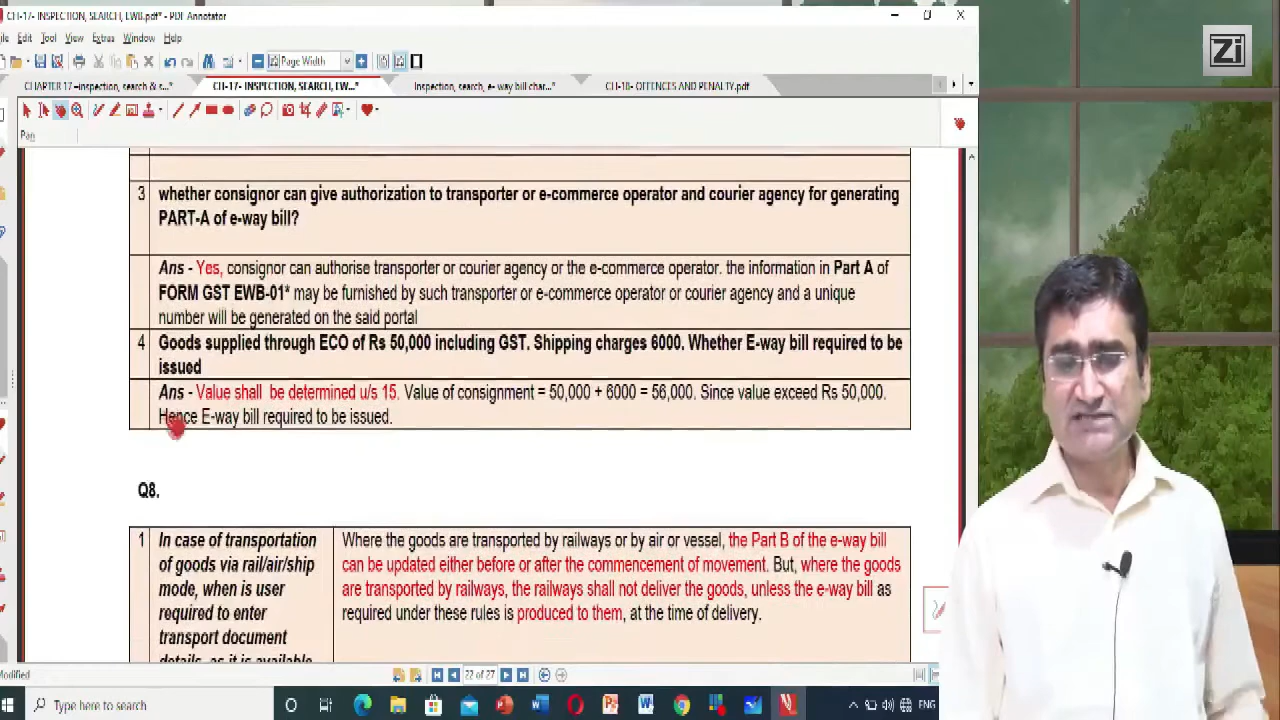 CH-17- INSPECTION, SEARCH, EWB.pdf* - PDF Annotator
Edit Tool View Extras Window Help
Page Width
CHAPTER 17 –inspection, search & s..."
CH-17- INSPECTION, SEARCH, EW..."
Inspection, search, e- way bill char..."
CH-18- OFFENCES AND PENALTY.pdf
Zi
Pan
3 whether consignor can give authorization to transporter or e-commerce operator and courier agency for generating
PART-A of e-way bill?
Ans - Yes, consignor can authorise transporter or courier agency or the e-commerce operator. the information in Part A of
FORM GST EWB-01* may be furnished by such transporter or e-commerce operator or courier agency and a unique
number will be generated on the said portal
4 Goods supplied through ECO of Rs 50,000 including GST. Shipping charges 6000. Whether E-way bill required to be
issued
Ans - Value shall be determined u/s 15. Value of consignment = 50,000 + 6000 = 56,000. Since value exceed Rs 50,000.
Hence E-way bill required to be issued.
Q8.
1 In case of transportation
of goods via rail/air/ship
mode, when is user
required to enter
transport document
details, as it is available
Where the goods are transported by railways or by air or vessel, the Part B of the e-way bill
can be updated either before or after the commencement of movement. But, where the goods
are transported by railways, the railways shall not deliver the goods, unless the e-way bill as
required under these rules is produced to them, at the time of delivery.
Modified
22 of 27
Type here to search
ENG